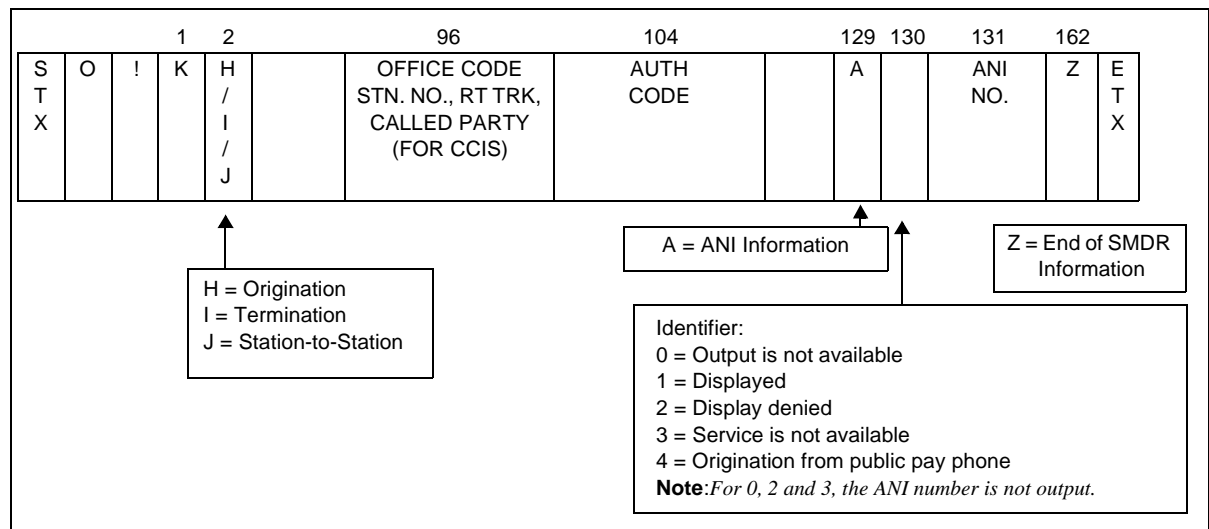 1 2 96 104 129 130 131 162
S T X
O
!
K
H / I / J
OFFICE CODE
STN. NO., RT TRK,
CALLED PARTY
(FOR CCIS)
AUTH
CODE
A
ANI
NO.
Z
E T X
H = Origination
I = Termination
J = Station-to-Station
A = ANI Information
Z = End of SMDR
Information
Identifier:
0 = Output is not available
1 = Displayed
2 = Display denied
3 = Service is not available
4 = Origination from public pay phone
Note:For 0, 2 and 3, the ANI number is not output.